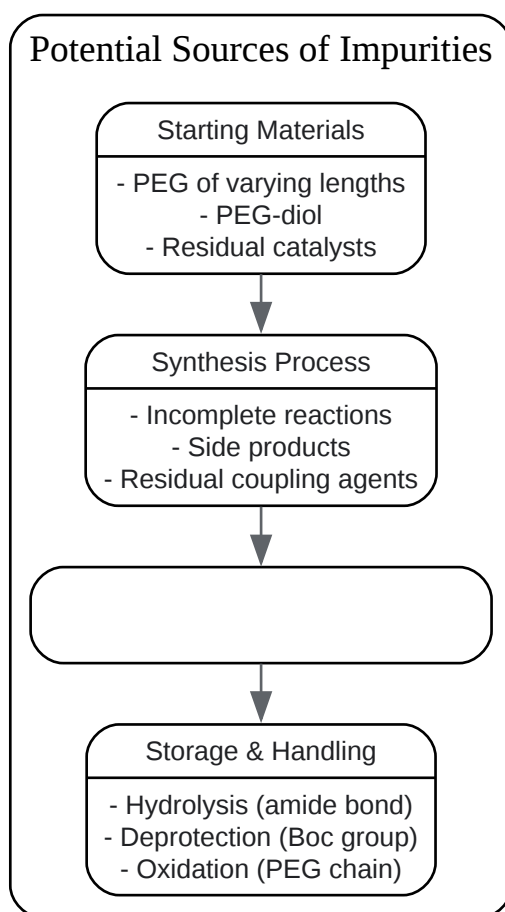 Potential Sources of Impurities
Starting Materials
- PEG of varying lengths
- PEG-diol
- Residual catalysts
Synthesis Process
- Incomplete reactions
- Side products
- Residual coupling agents
Storage & Handling
- Hydrolysis (amide bond)
- Deprotection (Boc group)
- Oxidation (PEG chain)